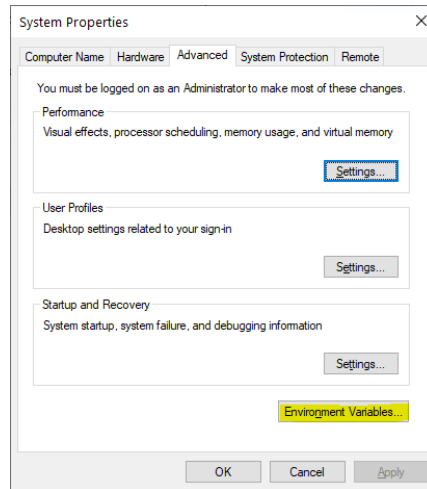 System Properties
Computer Name Hardware Advanced System Protection Remote
You must be logged on as an Administrator to make most of these changes.
Performance
Visual effects, processor scheduling, memory usage, and virtual memory
Settings...
User Profiles
Desktop settings related to your sign-in
Settings...
Startup and Recovery
System startup, system failure, and debugging information
Settings...
Environment Variables...
OK Cancel Apply